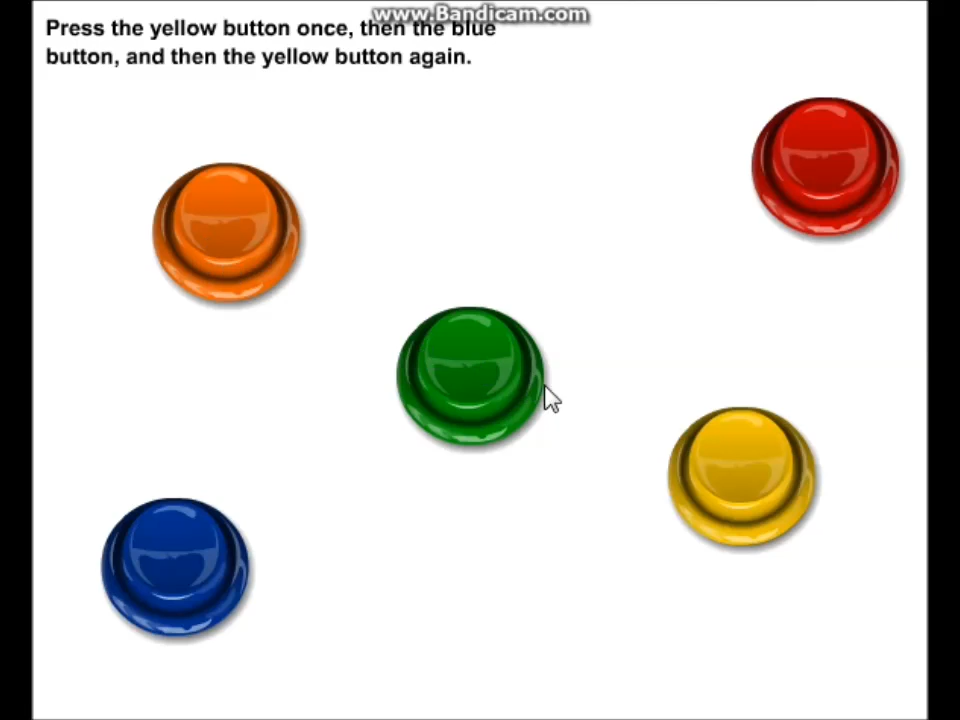 www.Bandicam.com
Press the yellow button once, then the blue
button, and then the yellow button again.